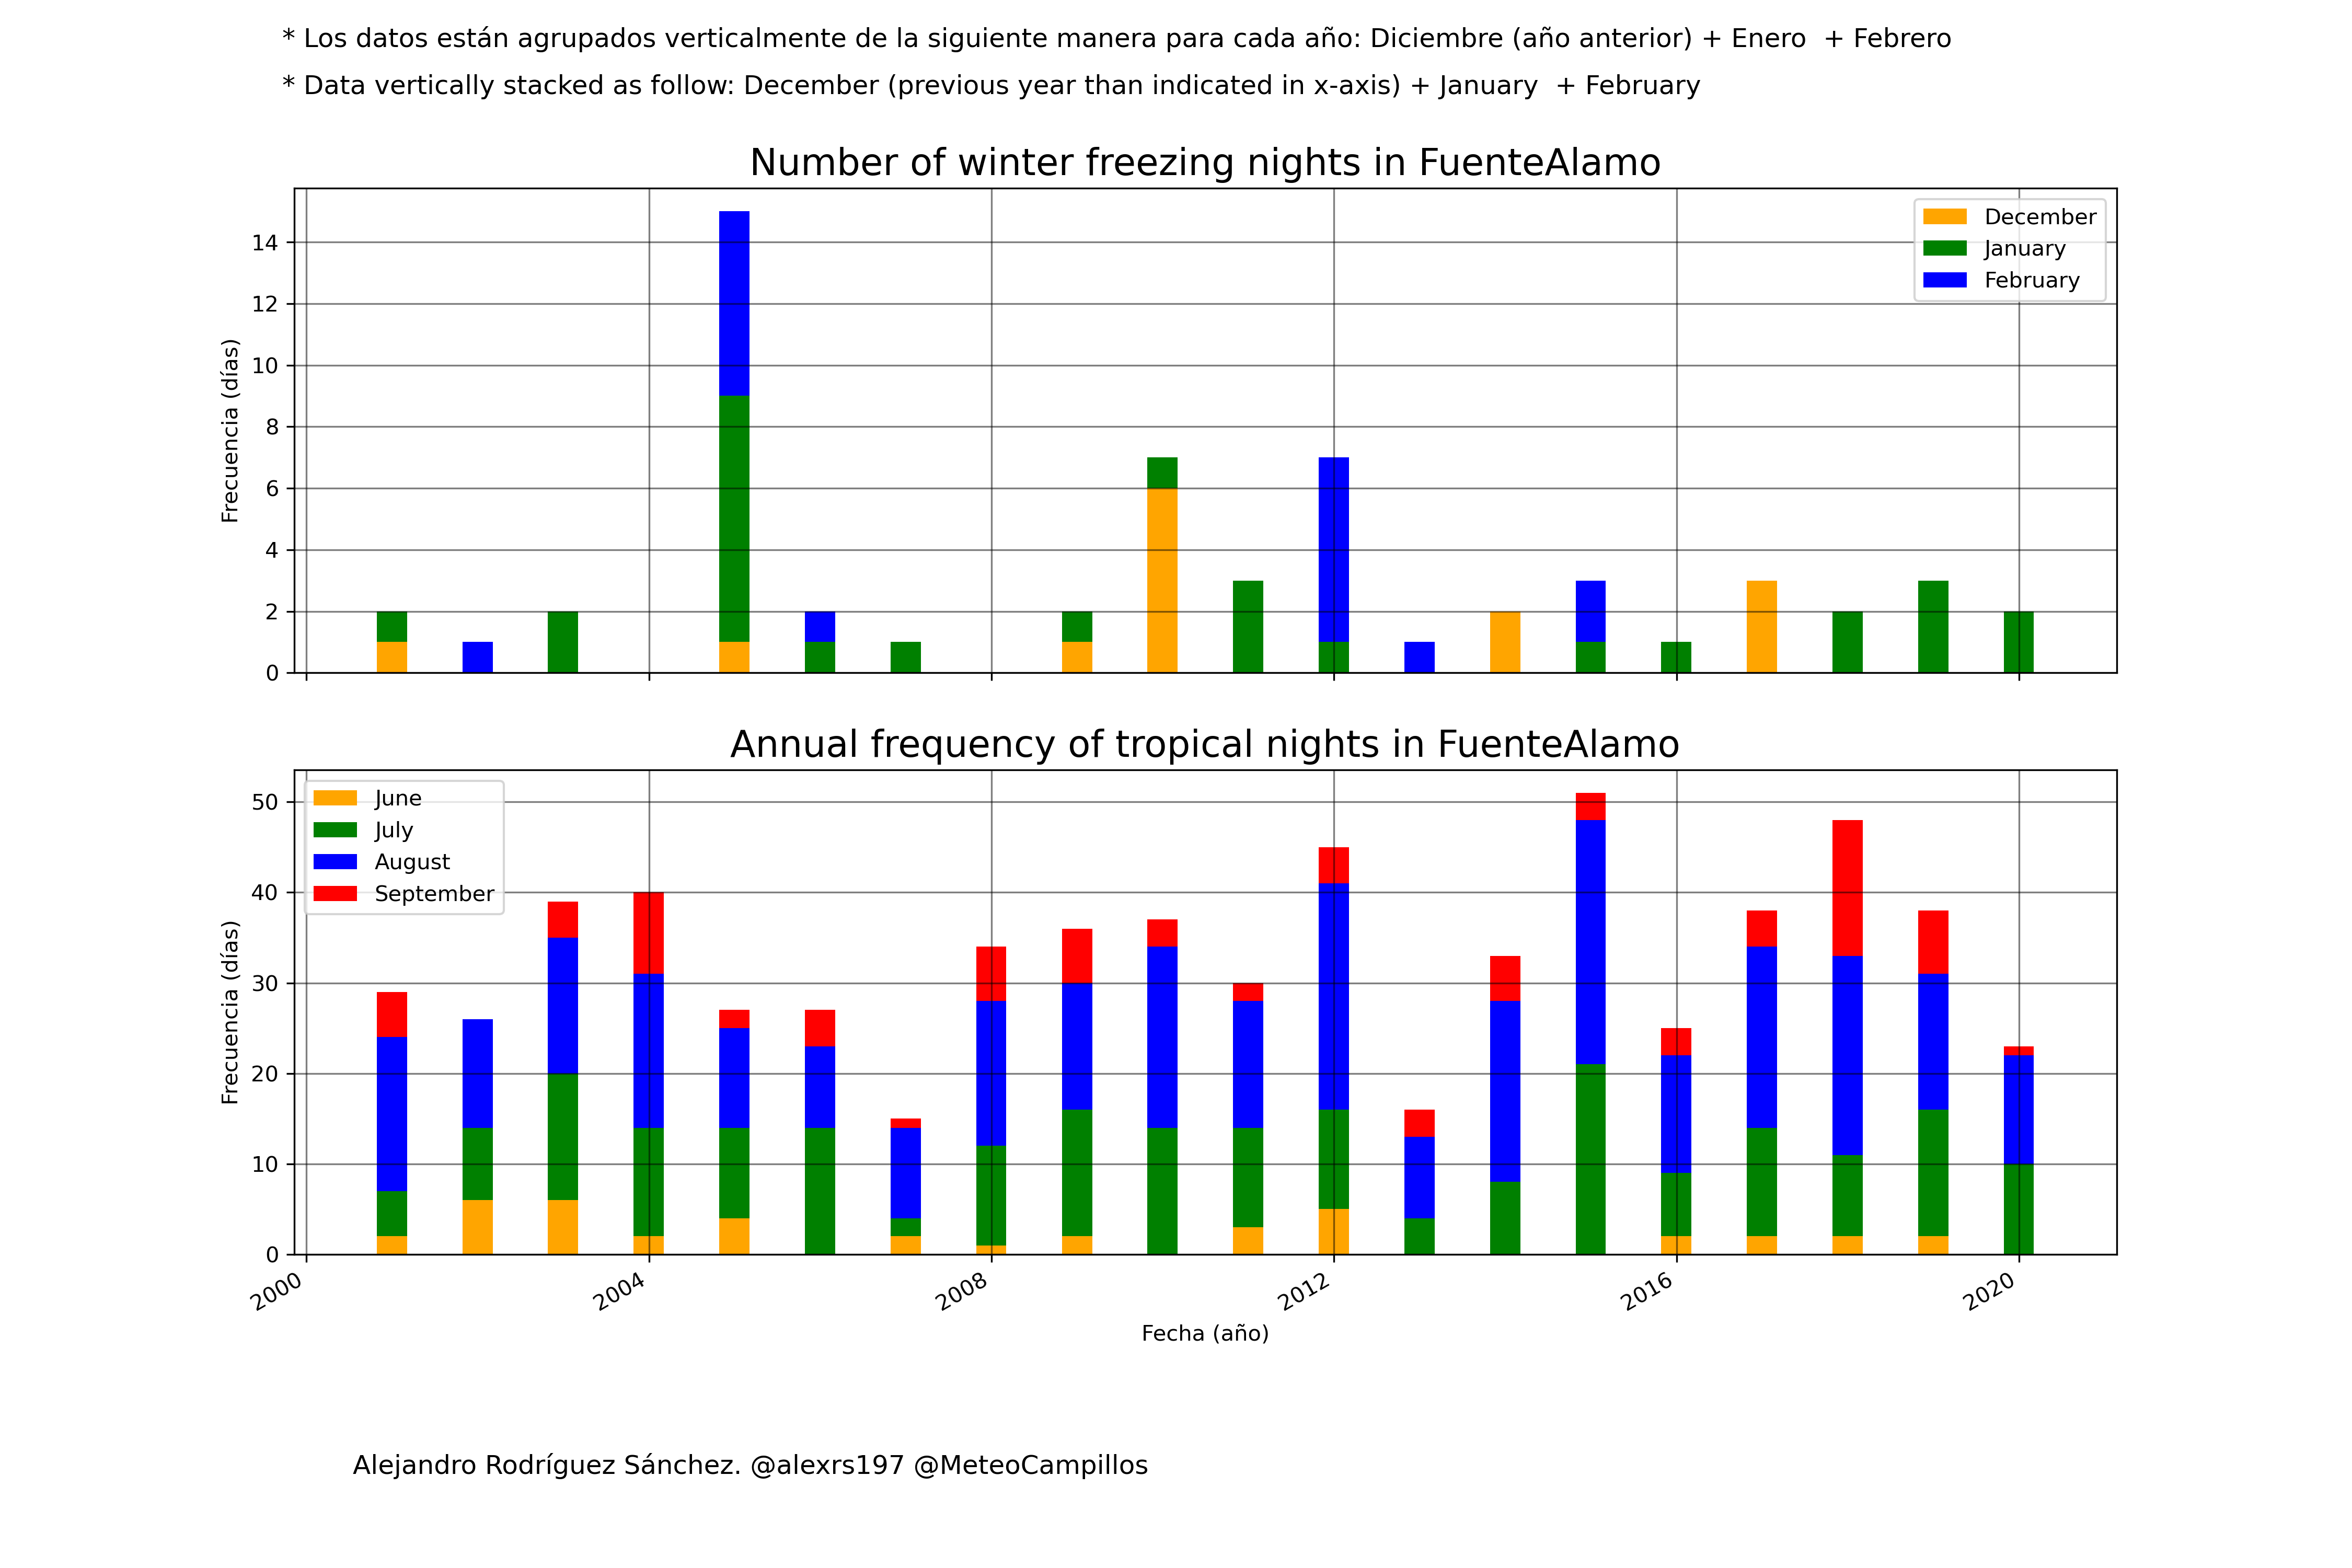 * Los datos están agrupados verticalmente de la siguiente manera para cada año: Diciembre (año anterior) + Enero  + Febrero
* Data vertically stacked as follow: December (previous year than indicated in x-axis) + January  + February
Number of winter freezing nights in FuenteAlamo
Frecuencia (días)
14
12
10
8
6
4
2
0
December
January
February
Annual frequency of tropical nights in FuenteAlamo
Frecuencia (días)
50
40
30
20
10
0
June
July
August
September
2000 2004 2008 2012 2016 2020
Fecha (año)
Alejandro Rodríguez Sánchez. @alexrs197 @MeteoCampillos